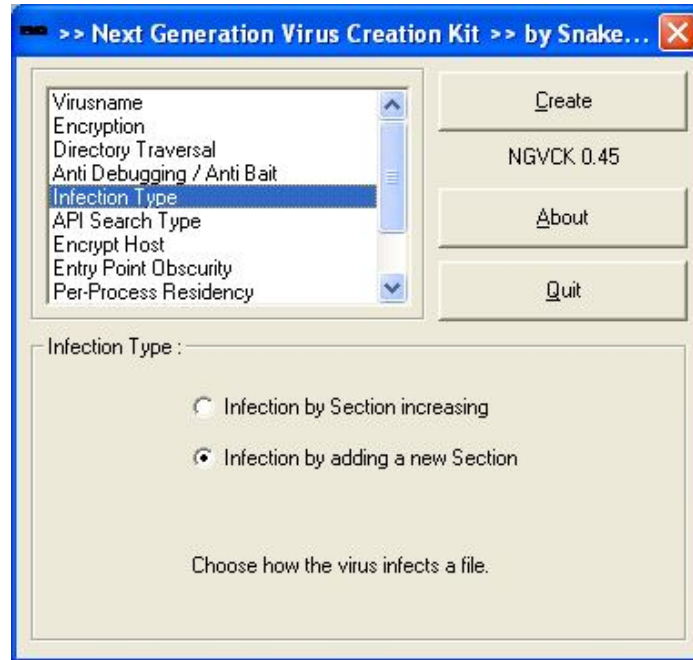 >> Next Generation Virus Creation Kit >> by Snake...
Virusname
Encryption
Directory Traversal
Anti Debugging / Anti Bait
Infection Type
API Search Type
Encrypt Host
Entry Point Obscurity
Per-Process Residency
Create
NGVCK 0.45
About
Quit
Infection Type :
Infection by Section increasing
Infection by adding a new Section
Choose how the virus infects a file.